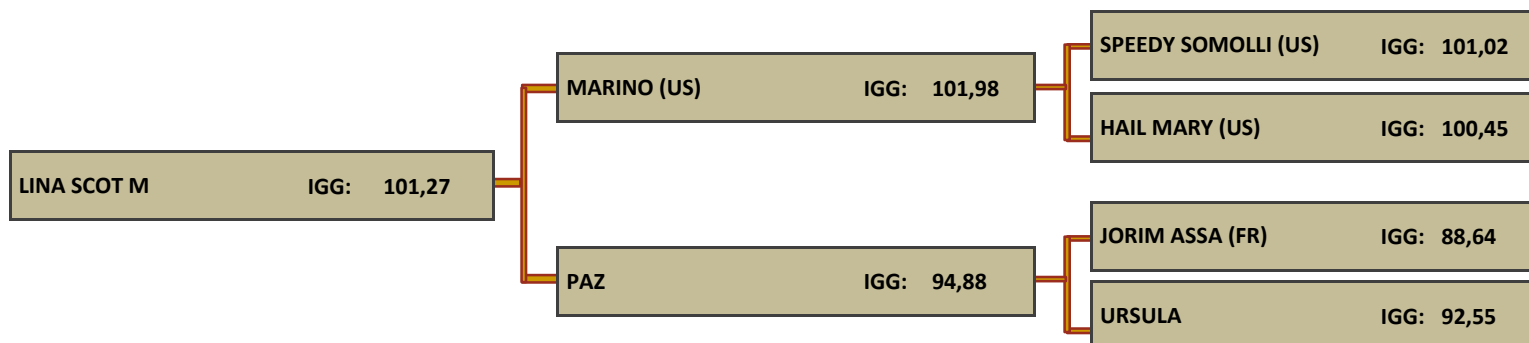 SPEEDY SOMOLLI (US) IGG: 101,02
MARINO (US) IGG: 101,98
HAIL MARY (US) IGG: 100,45
LINA SCOT M IGG: 101,27
JORIM ASSA (FR) IGG: 88,64
PAZ IGG: 94,88
URSULA IGG: 92,55